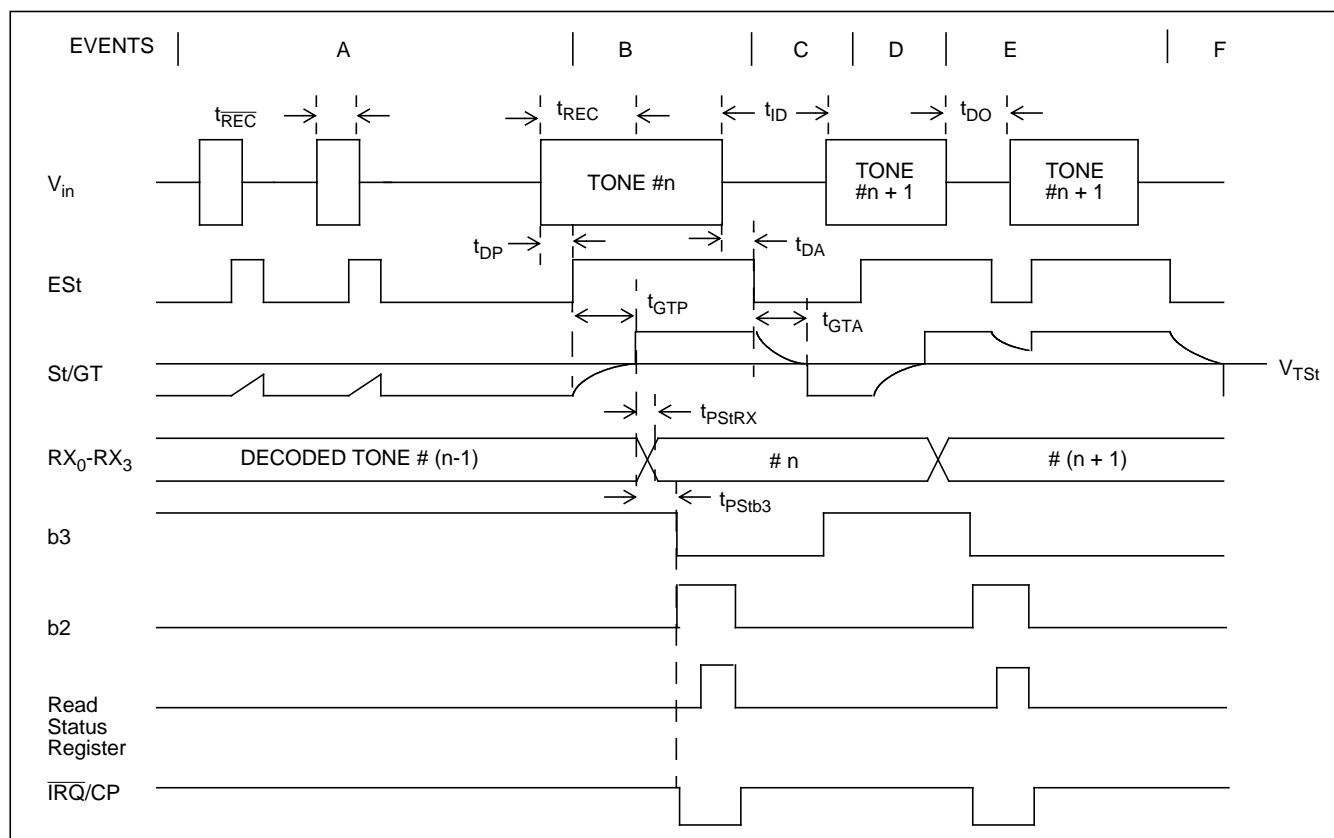 EVENTS A B C D E F
tREC tREC tID tDO
Vin TONE #n TONE #n + 1 TONE #n + 1
tDP tDA
ESt
tGTP tGTA
St/GT VTSt
tPStRX
RX0-RX3 DECODED TONE # (n-1) # n # (n + 1)
tPStb3
b3
b2
Read
Status
Register
IRQ/CP